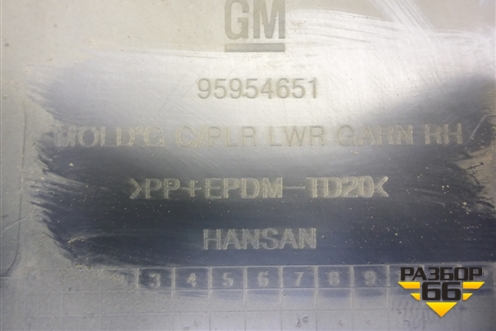 GM
95954651
MOLD'G C/PLR LWR GARN RH
>PP+EPDM-TD20<
HANSAN
3 4 5 6 7 8 9
РАЗБОР
66